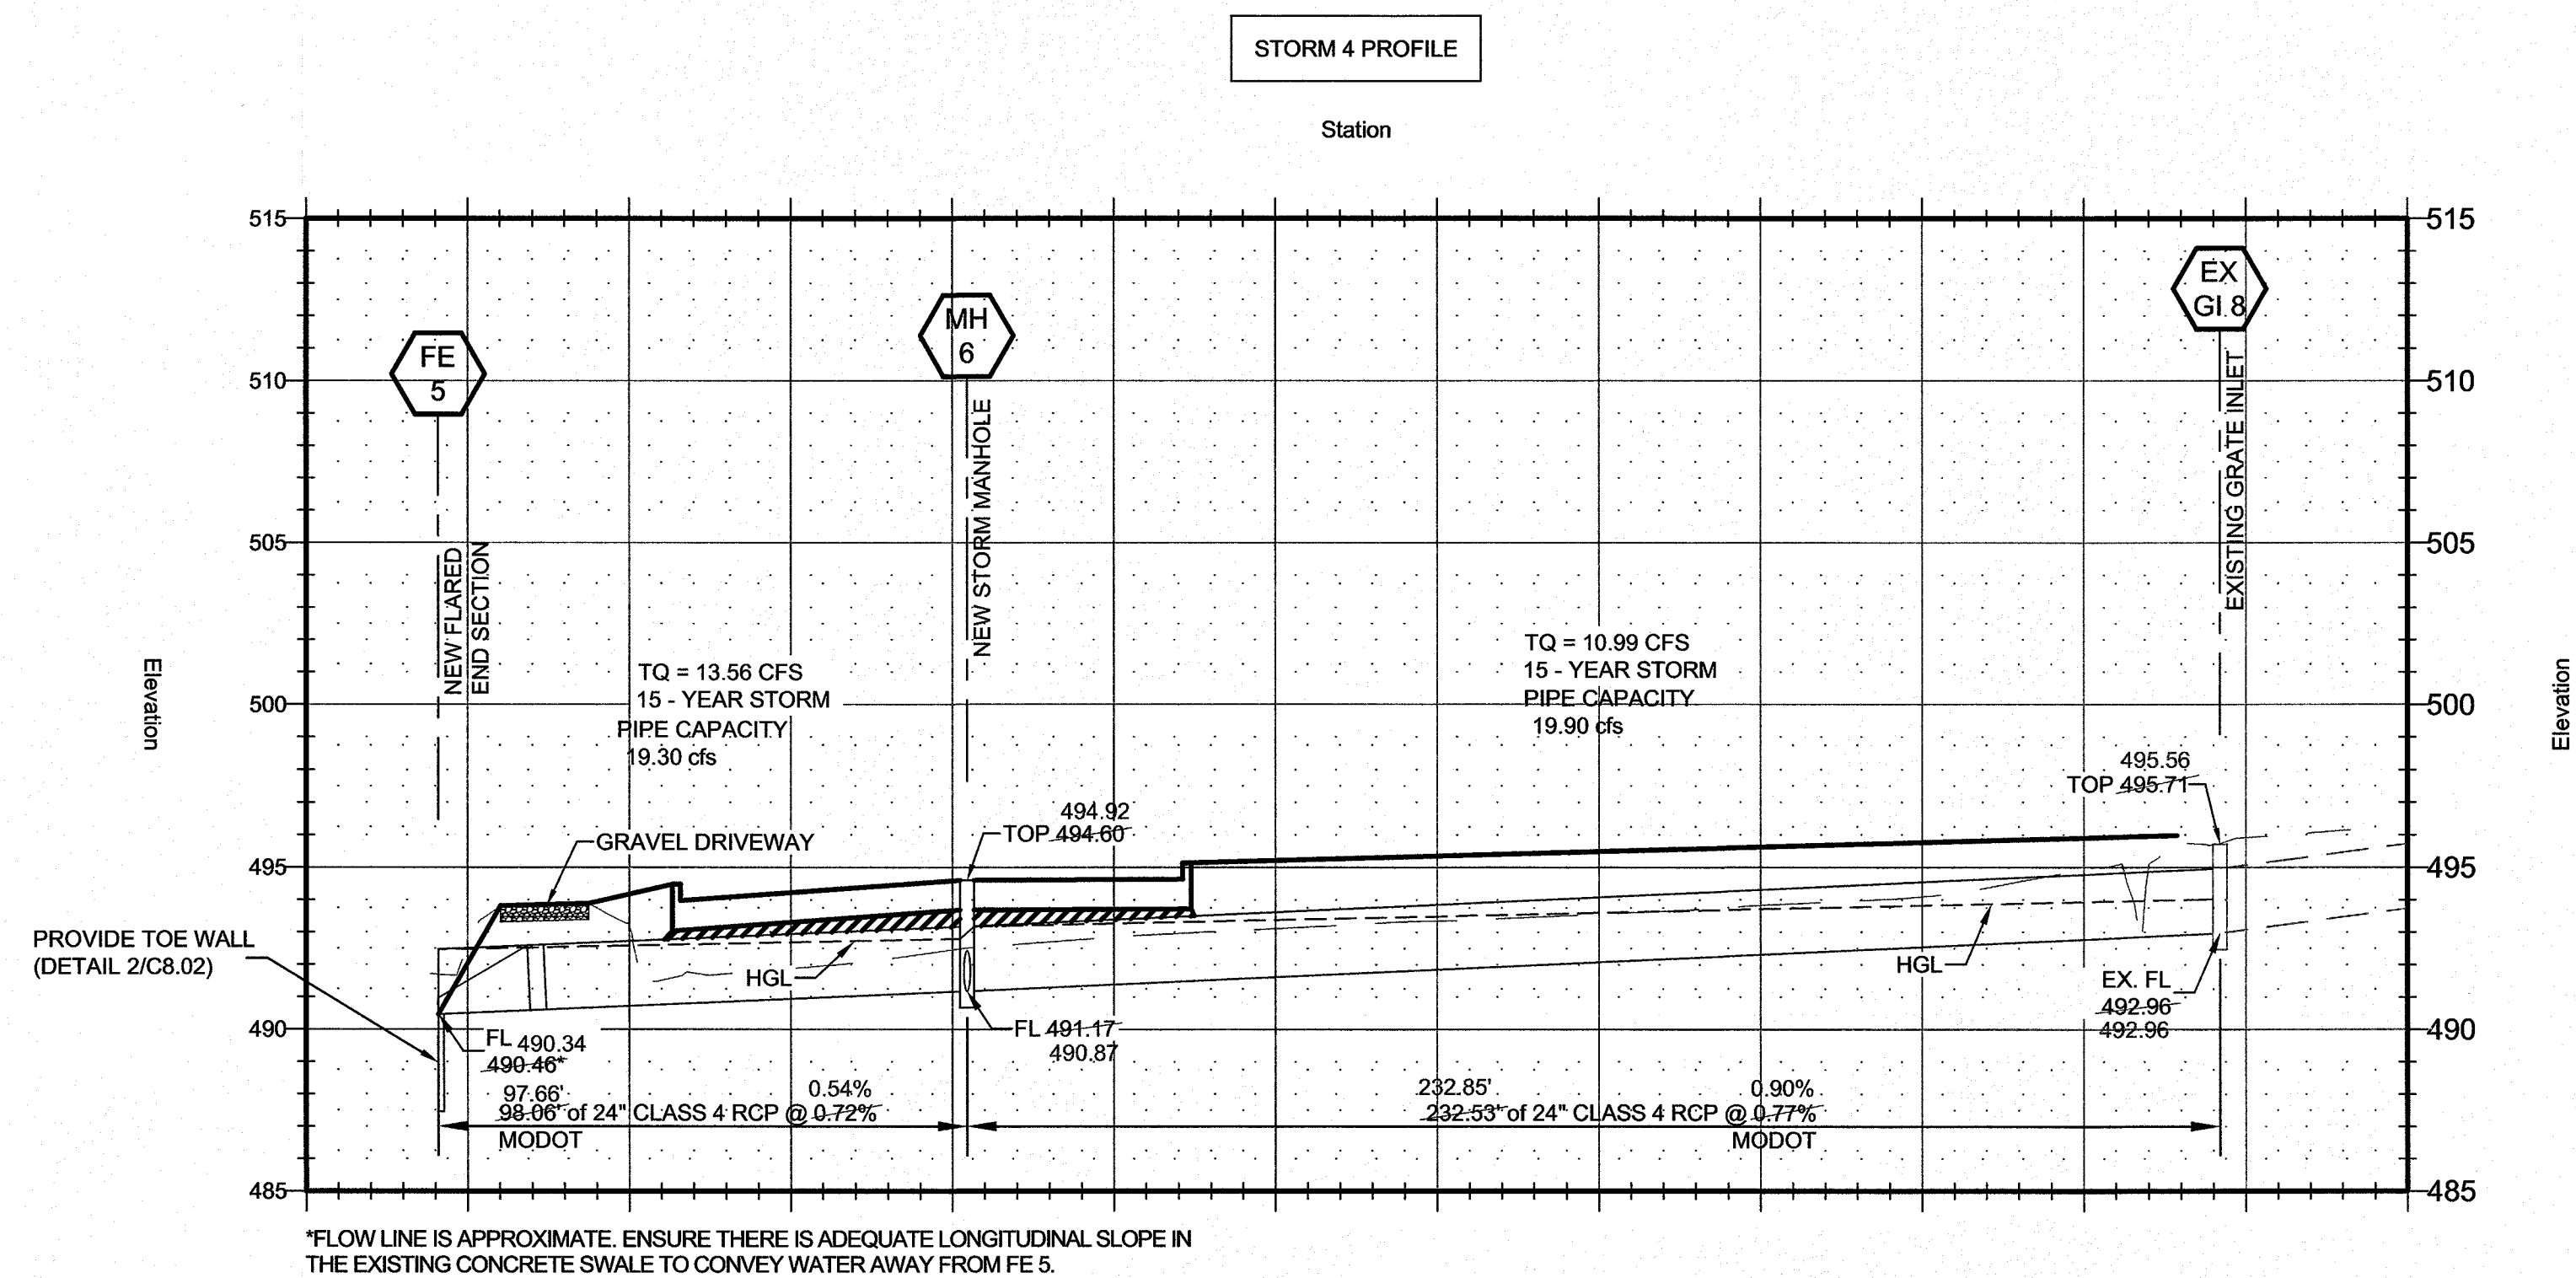 STORM 4 PROFILE
Station
515
515
EX
GI 8
MH
6
FE
5
510
510
EXISTING GRATE INLET
NEW STORM MANHOLE
505
505
NEW FLARED
END SECTION
Elevation
Elevation
TQ = 13.56 CFS
15 - YEAR STORM
PIPE CAPACITY
19.30 cfs
TQ = 10.99 CFS
15 - YEAR STORM
PIPE CAPACITY
19.90 cfs
500
500
495.56
TOP 495.71
494.92
TOP 494.60
GRAVEL DRIVEWAY
495
495
PROVIDE TOE WALL
(DETAIL 2/C8.02)
HGL
HGL
EX. FL
492.96
492.96
490
490
FL 490.34
490.46*
FL 491.17
490.87
97.66' 0.54%
98.06' of 24" CLASS 4 RCP @ 0.72%
MODOT
232.85' 0.90%
232.53' of 24" CLASS 4 RCP @ 0.77%
MODOT
485
485
*FLOW LINE IS APPROXIMATE. ENSURE THERE IS ADEQUATE LONGITUDINAL SLOPE IN
THE EXISTING CONCRETE SWALE TO CONVEY WATER AWAY FROM FE 5.